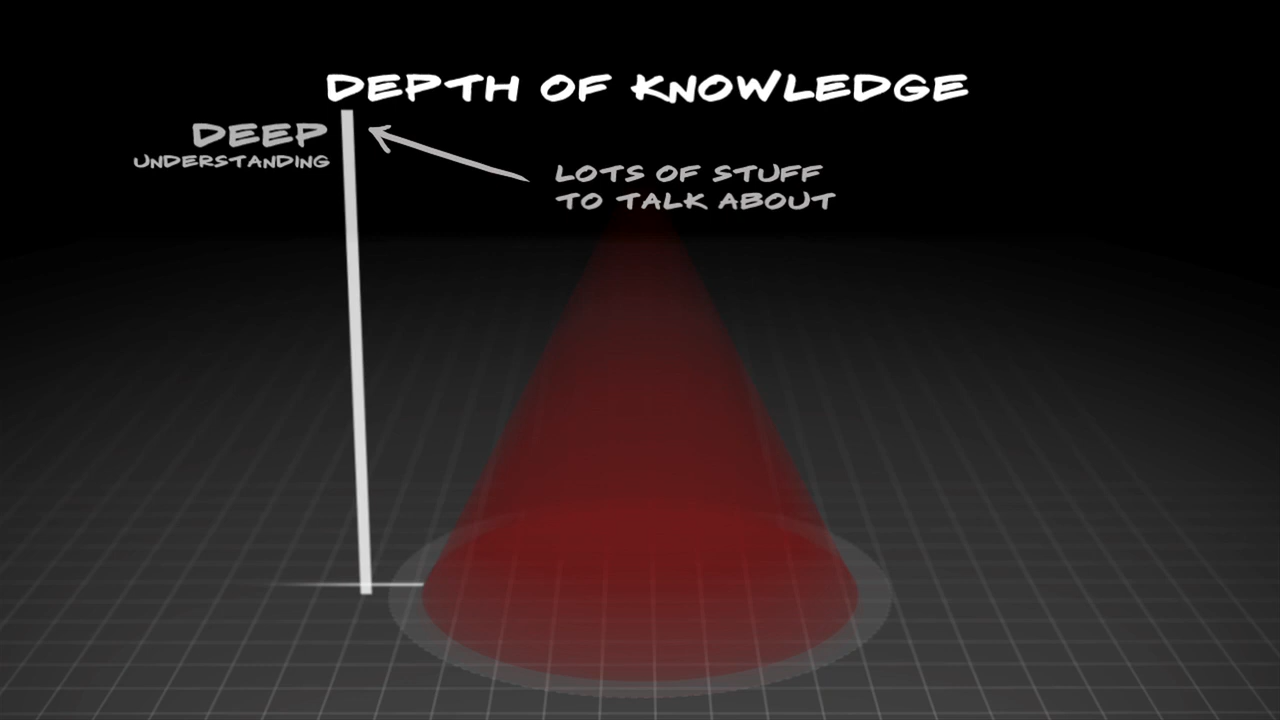 DEPTH OF KNOWLEDGE
DEEP
UNDERSTANDING
LOTS OF STUFF
TO TALK ABOUT